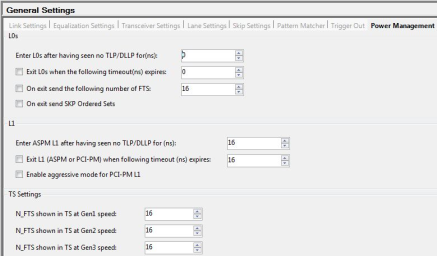 General Settings
Link Settings | Equalization Settings | Transceiver Settings | Lane Settings | Skip Settings | Pattern Matcher | Trigger Out Power Management
L0s
Enter L0s after having seen no TLP/DLLP for(ns):
Exit L0s when the following timeout(ns) expires: 0
On exit send the following number of FTS: 16
On exit send SKP Ordered Sets
L1
Enter ASPM L1 after having seen no TLP/DLLP for (ns): 16
Exit L1 (ASPM or PCI-PM) when following timeout (ns) expires: 16
Enable aggressive mode for PCI-PM L1
TS Settings
N_FTS shown in TS at Gen1 speed: 16
N_FTS shown in TS at Gen2 speed: 16
N_FTS shown in TS at Gen3 speed: 16